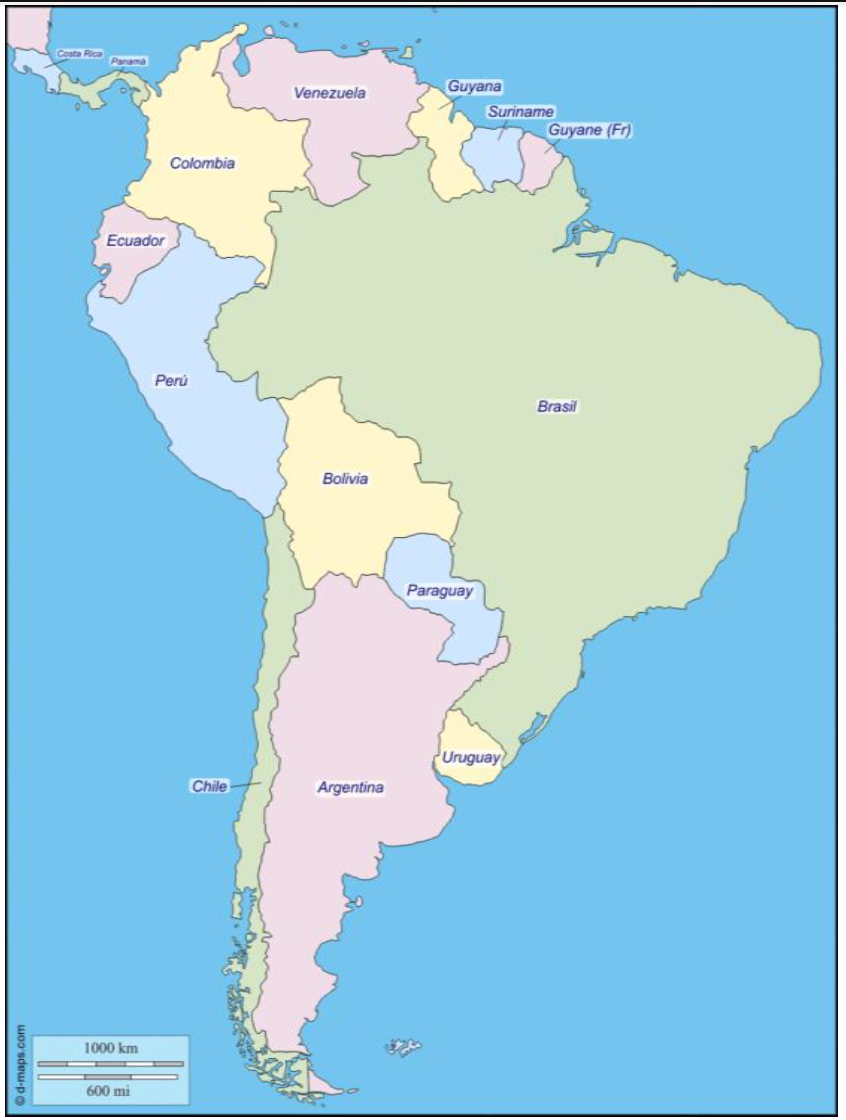 Costa Rica
Panamá
Venezuela
Guyana
Suriname
Guyane (Fr)
Colombia
Ecuador
Perú
Brasil
Bolivia
Paraguay
Uruguay
Chile
Argentina
1000 km
600 mi
© d-maps.com